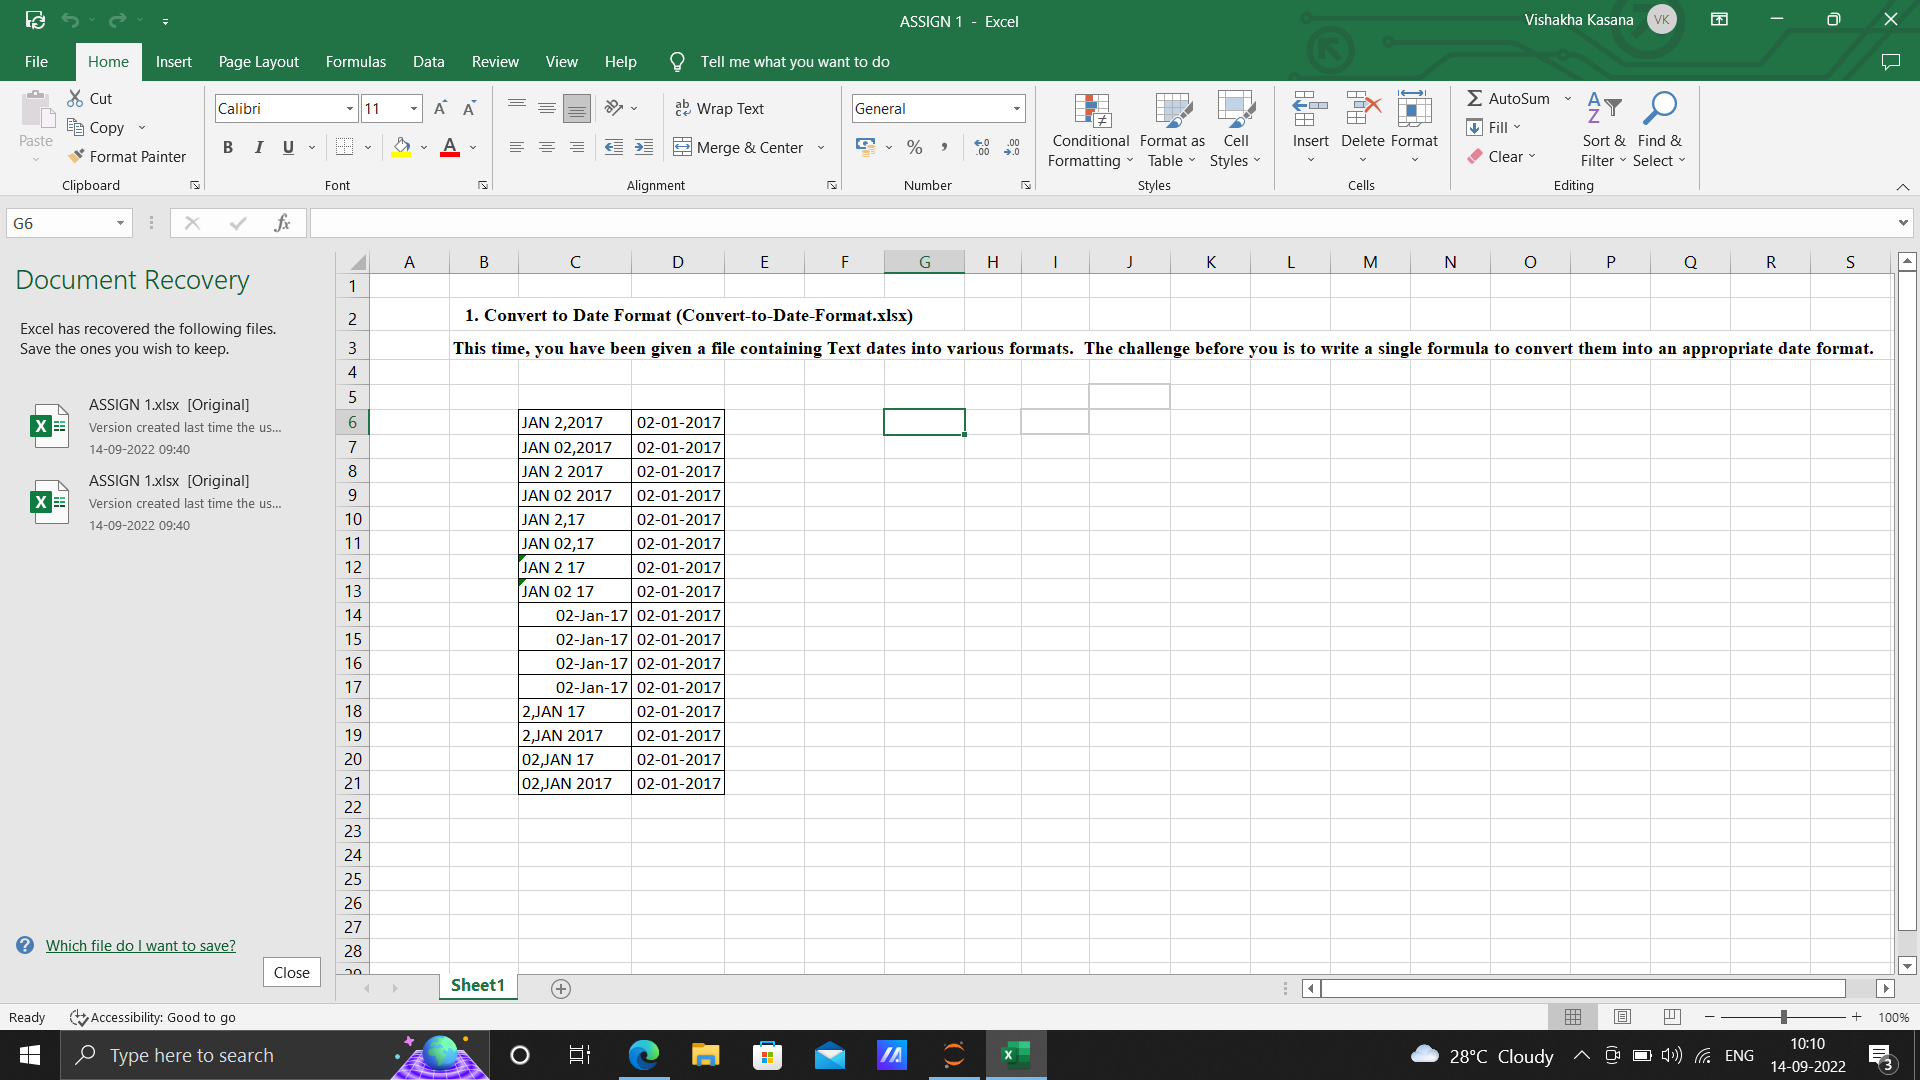 ASSIGN 1 - Excel
Vishakha Kasana VK
File Home Insert Page Layout Formulas Data Review View Help Tell me what you want to do
Paste
Cut
Copy
Format Painter
Clipboard
Calibri 11
B I U
Font
Wrap Text
Merge & Center
Alignment
General
Number
Conditional Formatting
Format as Table
Cell Styles
Styles
Insert Delete Format
Cells
AutoSum
Fill
Clear
Sort & Filter
Find & Select
Editing
G6
fx
Document Recovery
Excel has recovered the following files.
Save the ones you wish to keep.
ASSIGN 1.xlsx [Original]
Version created last time the us...
14-09-2022 09:40
ASSIGN 1.xlsx [Original]
Version created last time the us...
14-09-2022 09:40
Which file do I want to save?
Close
A B C D E F G H I J K L M N O P Q R S
1
2 1. Convert to Date Format (Convert-to-Date-Format.xlsx)
3 This time, you have been given a file containing Text dates into various formats. The challenge before you is to write a single formula to convert them into an appropriate date format.
4
5
6 JAN 2,2017 02-01-2017
7 JAN 02,2017 02-01-2017
8 JAN 2 2017 02-01-2017
9 JAN 02 2017 02-01-2017
10 JAN 2,17 02-01-2017
11 JAN 02,17 02-01-2017
12 JAN 2 17 02-01-2017
13 JAN 02 17 02-01-2017
14 02-Jan-17 02-01-2017
15 02-Jan-17 02-01-2017
16 02-Jan-17 02-01-2017
17 02-Jan-17 02-01-2017
18 2,JAN 17 02-01-2017
19 2,JAN 2017 02-01-2017
20 02,JAN 17 02-01-2017
21 02,JAN 2017 02-01-2017
22
23
24
25
26
27
28
29
Sheet1
Ready Accessibility: Good to go
100%
Type here to search
28°C Cloudy
ENG
10:10
14-09-2022
3